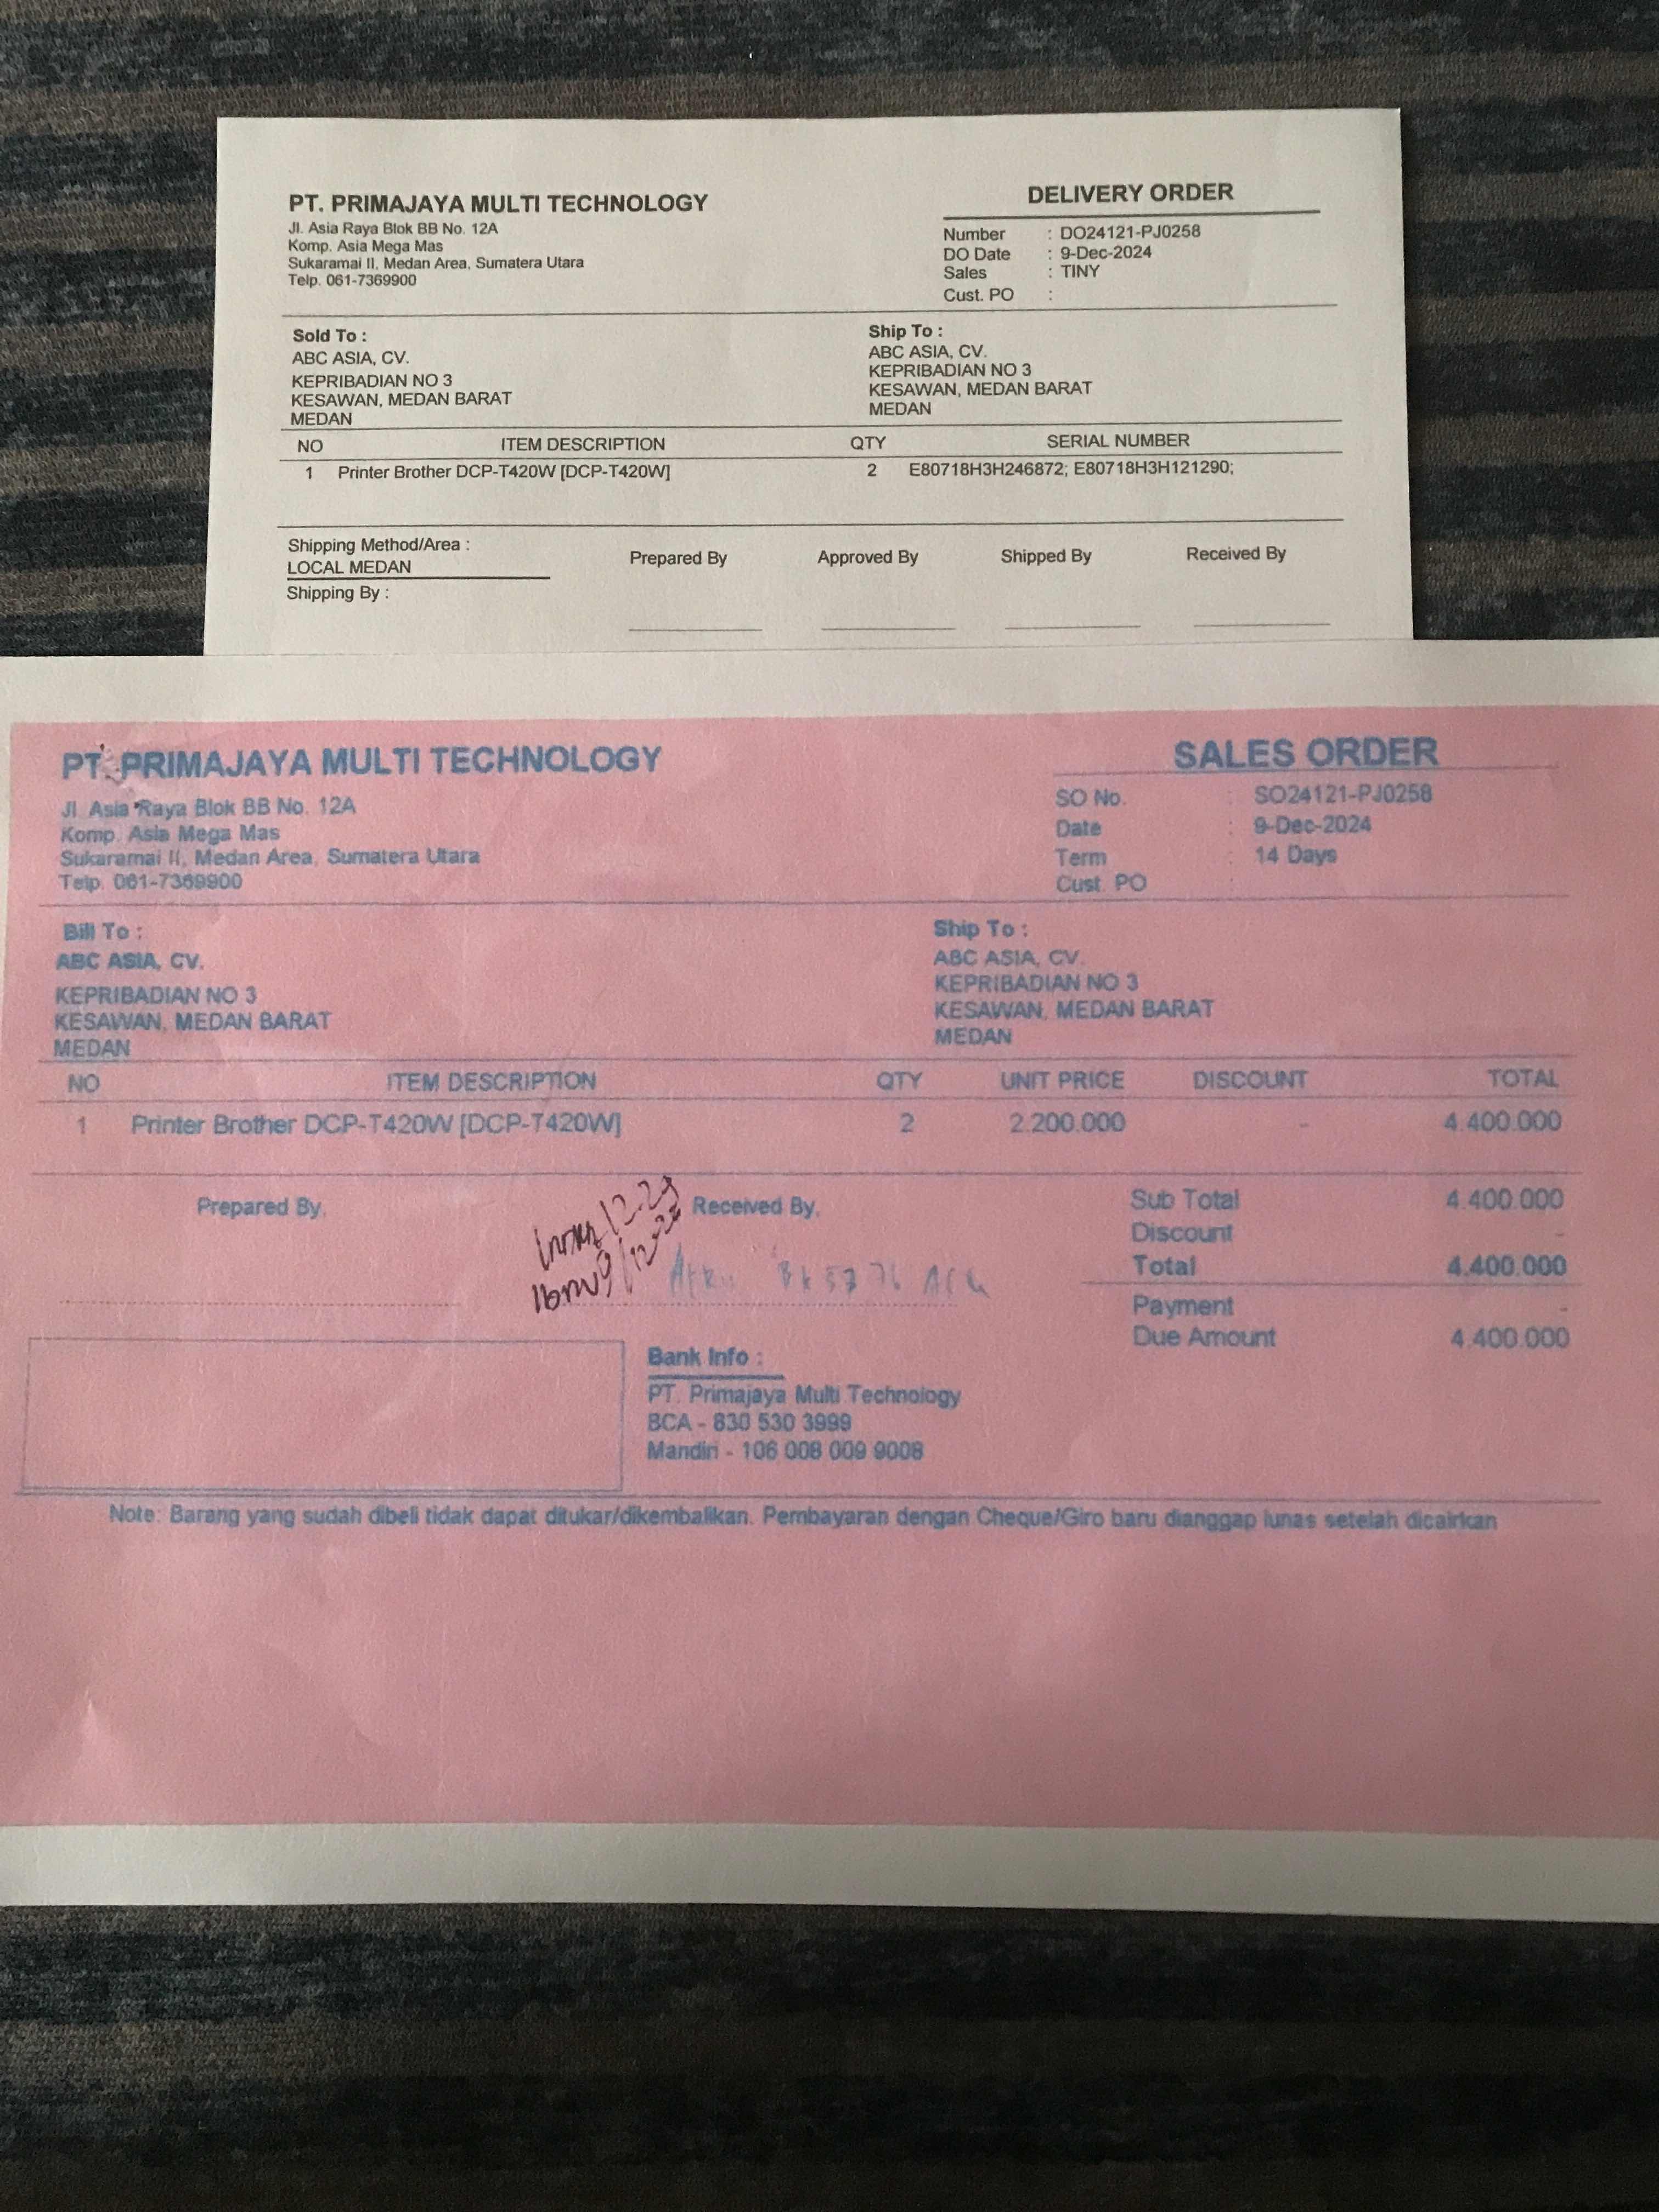 PT. PRIMAJAYA MULTI TECHNOLOGY
Jl. Asia Raya Blok BB No. 12A
Komp. Asia Mega Mas
Sukaramai II, Medan Area, Sumatera Utara
Telp. 061-7369900
DELIVERY ORDER
Number : DO24121-PJ0258
DO Date : 9-Dec-2024
Sales : TINY
Cust. PO :
Sold To :
ABC ASIA, CV.
KEPRIBADIAN NO 3
KESAWAN, MEDAN BARAT
MEDAN
Ship To :
ABC ASIA, CV.
KEPRIBADIAN NO 3
KESAWAN, MEDAN BARAT
MEDAN
NO ITEM DESCRIPTION QTY SERIAL NUMBER
1 Printer Brother DCP-T420W [DCP-T420W] 2 E80718H3H246872; E80718H3H121290;
Shipping Method/Area :
LOCAL MEDAN
Shipping By :
Prepared By Approved By Shipped By Received By
PT. PRIMAJAYA MULTI TECHNOLOGY
Jl. Asia Raya Blok BB No. 12A
Komp. Asia Mega Mas
Sukaramai II, Medan Area, Sumatera Utara
Telp. 061-7369900
SALES ORDER
SO No. : SO24121-PJ0258
Date : 9-Dec-2024
Term : 14 Days
Cust. PO :
Bill To :
ABC ASIA, CV.
KEPRIBADIAN NO 3
KESAWAN, MEDAN BARAT
MEDAN
Ship To :
ABC ASIA, CV.
KEPRIBADIAN NO 3
KESAWAN, MEDAN BARAT
MEDAN
NO ITEM DESCRIPTION QTY UNIT PRICE DISCOUNT TOTAL
1 Printer Brother DCP-T420W [DCP-T420W] 2 2.200.000 - 4.400.000
Prepared By, Received By,
Sub Total 4.400.000
Discount -
Total 4.400.000
Payment -
Due Amount 4.400.000
Bank Info :
PT. Primajaya Multi Technology
BCA - 830 530 3999
Mandiri - 106 008 009 9008
Note: Barang yang sudah dibeli tidak dapat ditukar/dikembalikan. Pembayaran dengan Cheque/Giro baru dianggap lunas setelah dicairkan